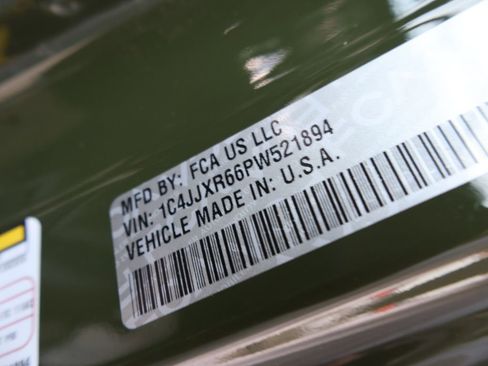 MFD BY: FCA US LLC
VIN: 1C4JJXR66PW521894
VEHICLE MADE IN: U.S.A.